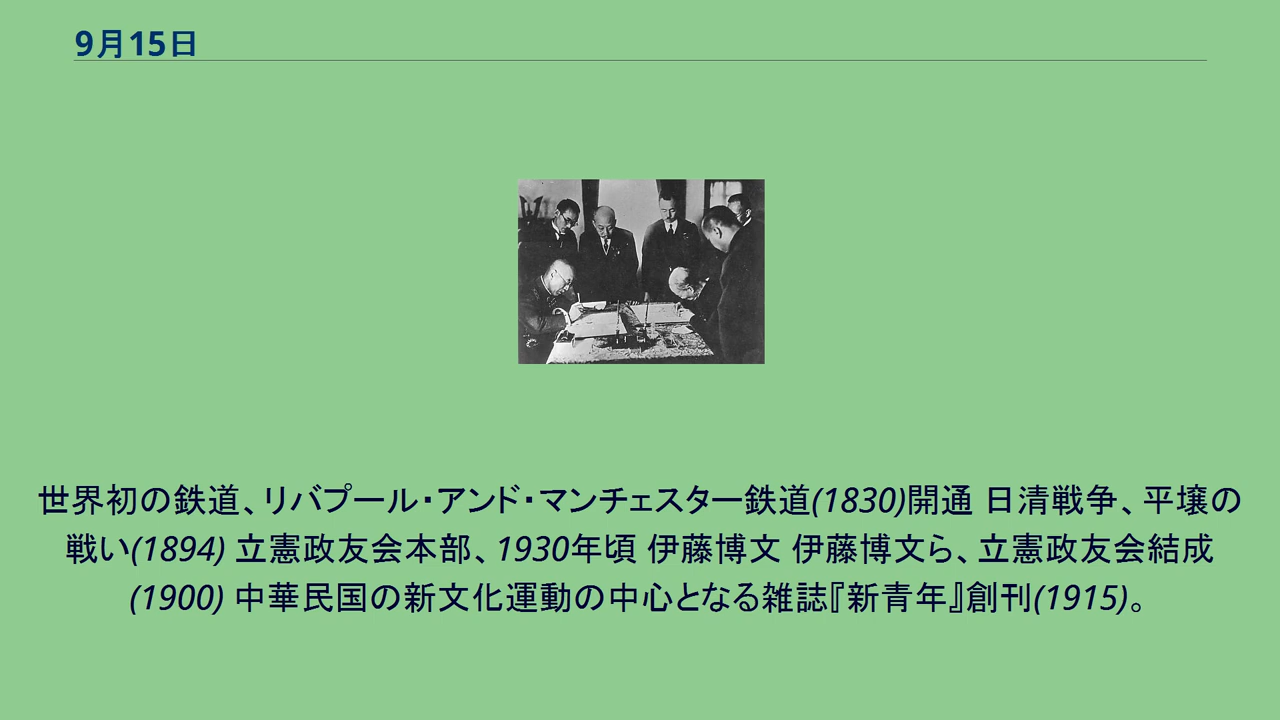 9月15日
世界初の鉄道、リバプール・アンド・マンチェスター鉄道(1830)開通 日清戦争、平壌の
戦い(1894) 立憲政友会本部、1930年頃 伊藤博文 伊藤博文ら、立憲政友会結成
(1900) 中華民国の新文化運動の中心となる雑誌『新青年』創刊(1915)。